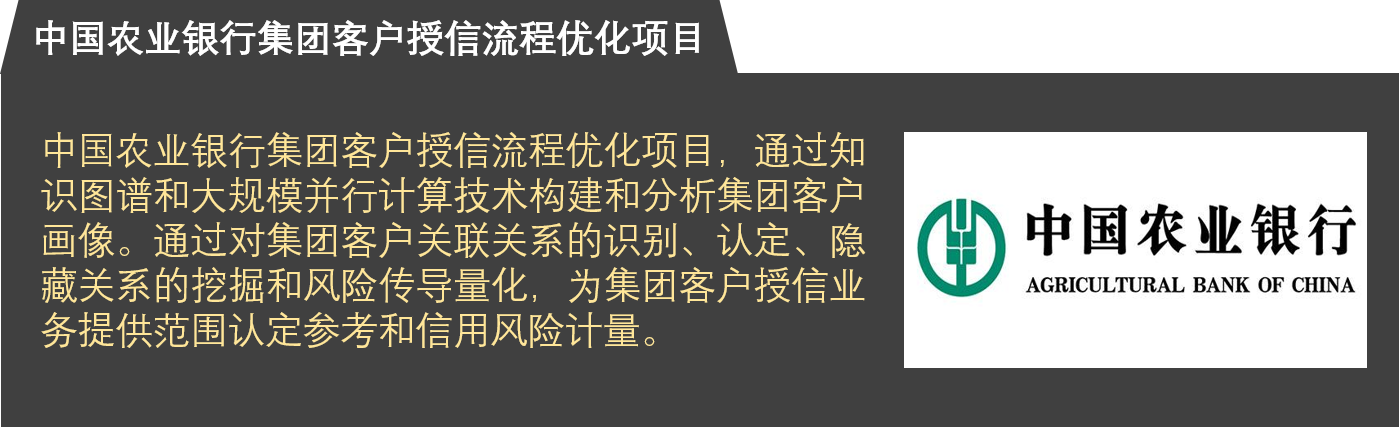 中国农业银行集团客户授信流程优化项目
中国农业银行集团客户授信流程优化项目，通过知
识图谱和大规模并行计算技术构建和分析集团客户
画像。通过对集团客户关联关系的识别、认定、隐
藏关系的挖掘和风险传导量化，为集团客户授信业
务提供范围认定参考和信用风险计量。
中国农业银行
AGRICULTURAL BANK OF CHINA